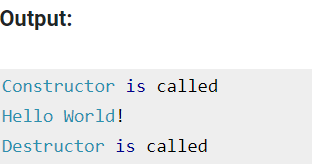 Output:
Constructor is called
Hello World!
Destructor is called